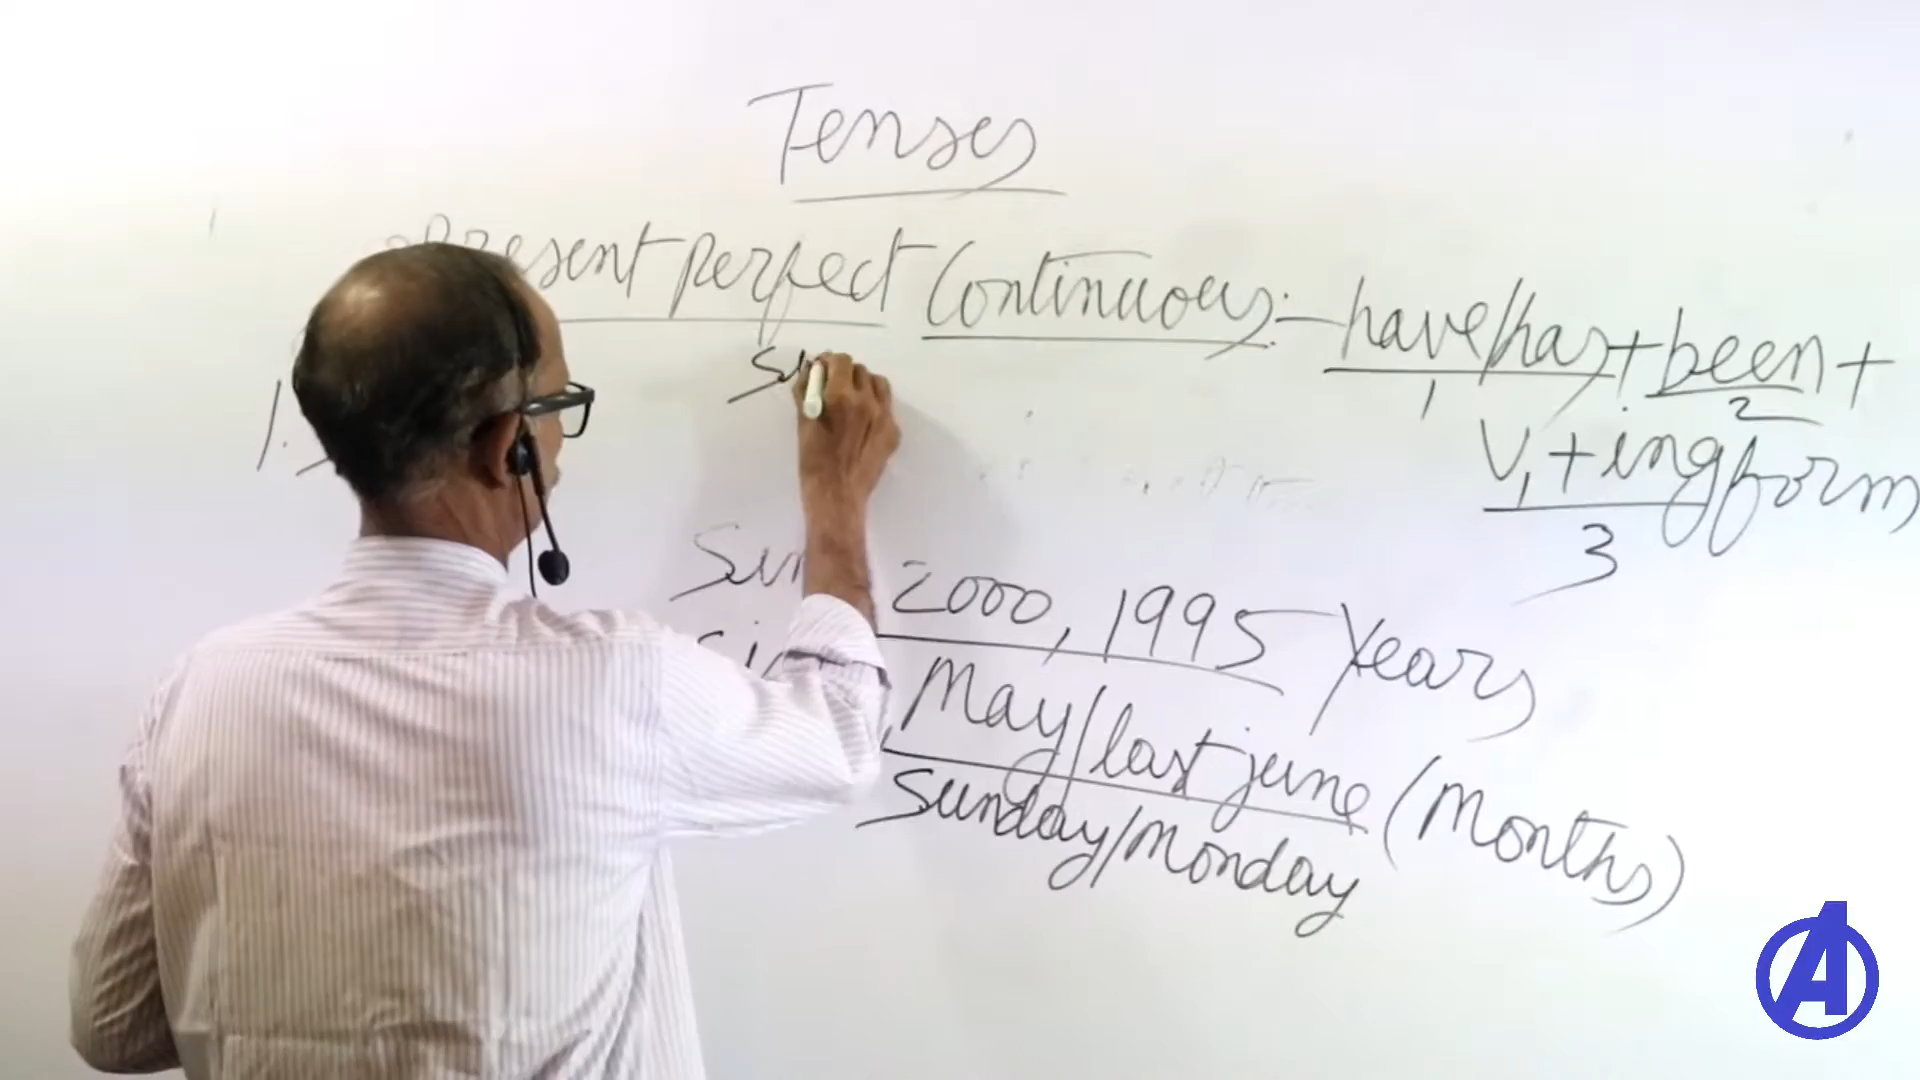 Tenses
Present perfect Continuous :- have/has + been +
1 2
V1 + ing form
3
1.
2000, 1995 Years
May/last june (Months)
Sunday/Monday